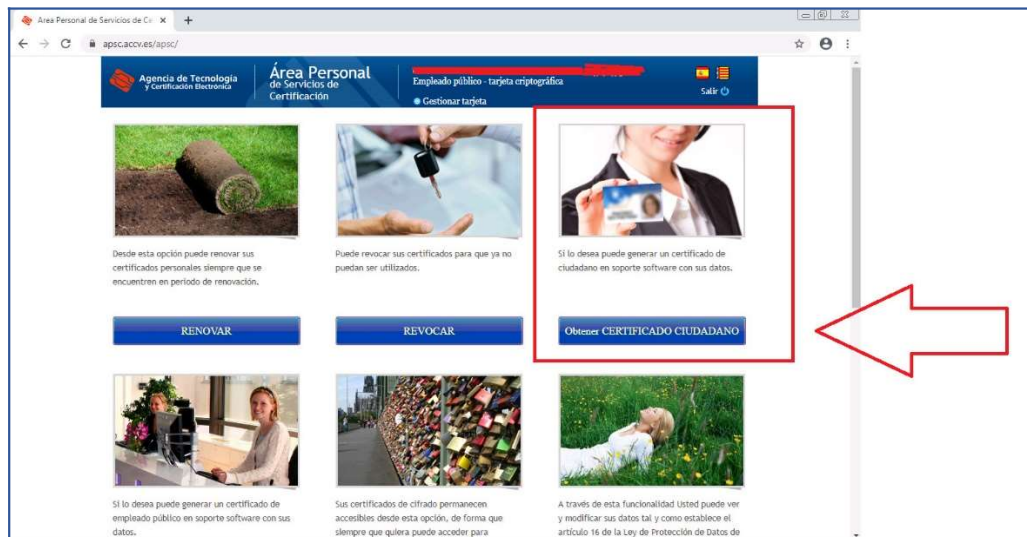 Area Personal de Servicios de Ce
apsc.accv.es/apsc/
Agencia de Tecnología
y Certificación Electrónica
Área Personal
de Servicios de
Certificación
Empleado público - tarjeta criptográfica
Gestionar tarjeta
Salir
Desde esta opción puede renovar sus
certificados personales siempre que se
encuentren en periodo de renovación.
RENOVAR
Puede revocar sus certificados para que ya no
puedan ser utilizados.
REVOCAR
Si lo desea puede generar un certificado de
ciudadano en soporte software con sus datos.
Obtener CERTIFICADO CIUDADANO
Si lo desea puede generar un certificado de
empleado público en soporte software con sus
datos.
Sus certificados de cifrado permanecen
accesibles desde esta opción, de forma que
siempre que quiera puede acceder para
A través de esta funcionalidad Usted puede ver
y modificar sus datos tal y como establece el
artículo 16 de la Ley de Protección de Datos de